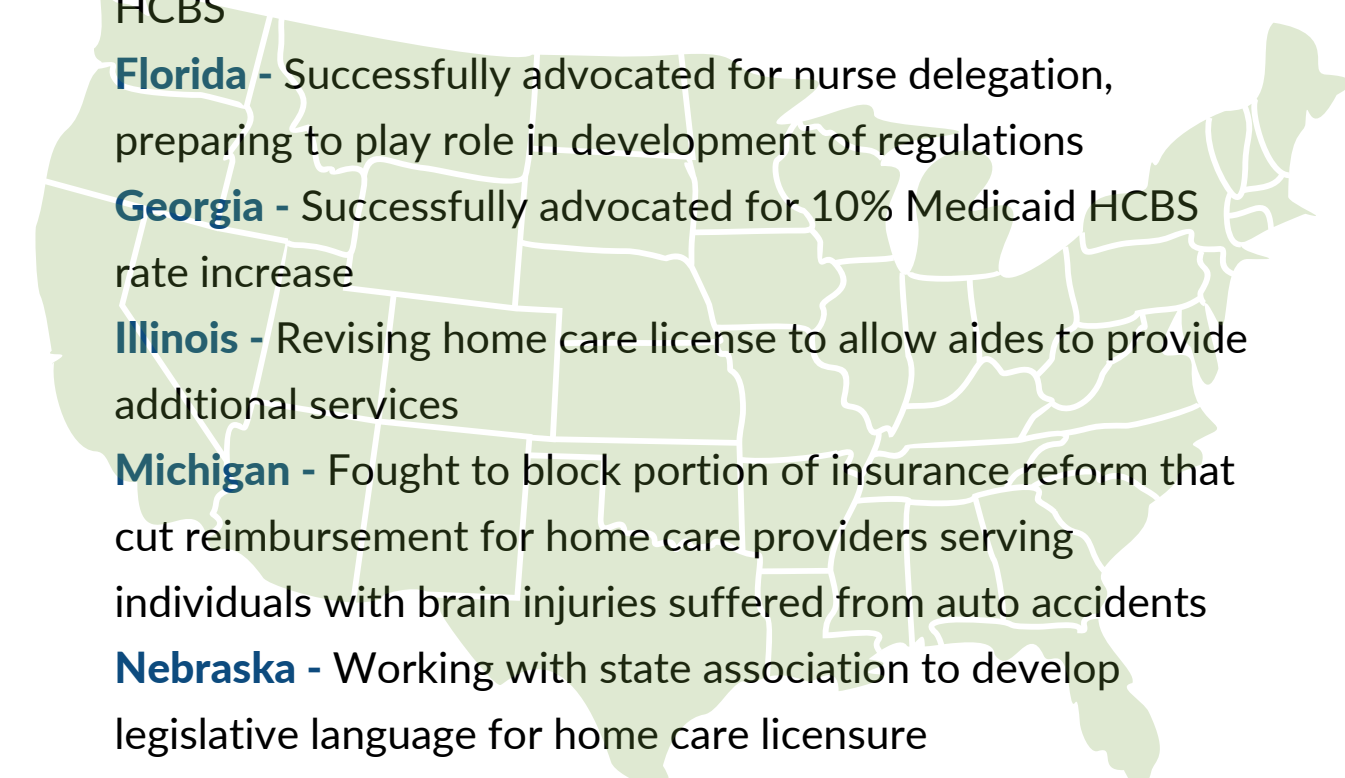 HCBS
Florida - Successfully advocated for nurse delegation,
preparing to play role in development of regulations
Georgia - Successfully advocated for 10% Medicaid HCBS
rate increase
Illinois - Revising home care license to allow aides to provide
additional services
Michigan - Fought to block portion of insurance reform that
cut reimbursement for home care providers serving
individuals with brain injuries suffered from auto accidents
Nebraska - Working with state association to develop
legislative language for home care licensure